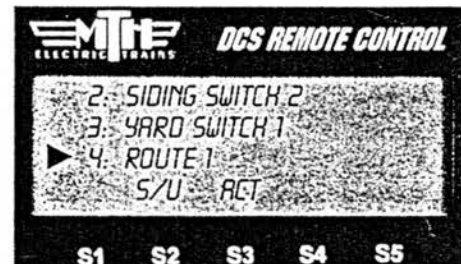 MTH
ELECTRIC TRAINS
DCS REMOTE CONTROL
2: SIDING SWITCH 2
3: YARD SWITCH 1
4: ROUTE 1
S/U ACT
S1 S2 S3 S4 S5